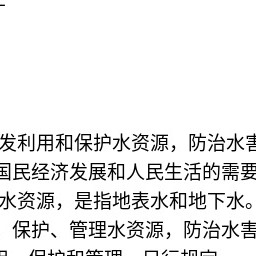 发利用和保护水资源，防治水害
国民经济发展和人民生活的需要
水资源，是指地表水和地下水。
、保护、管理水资源，防治水害